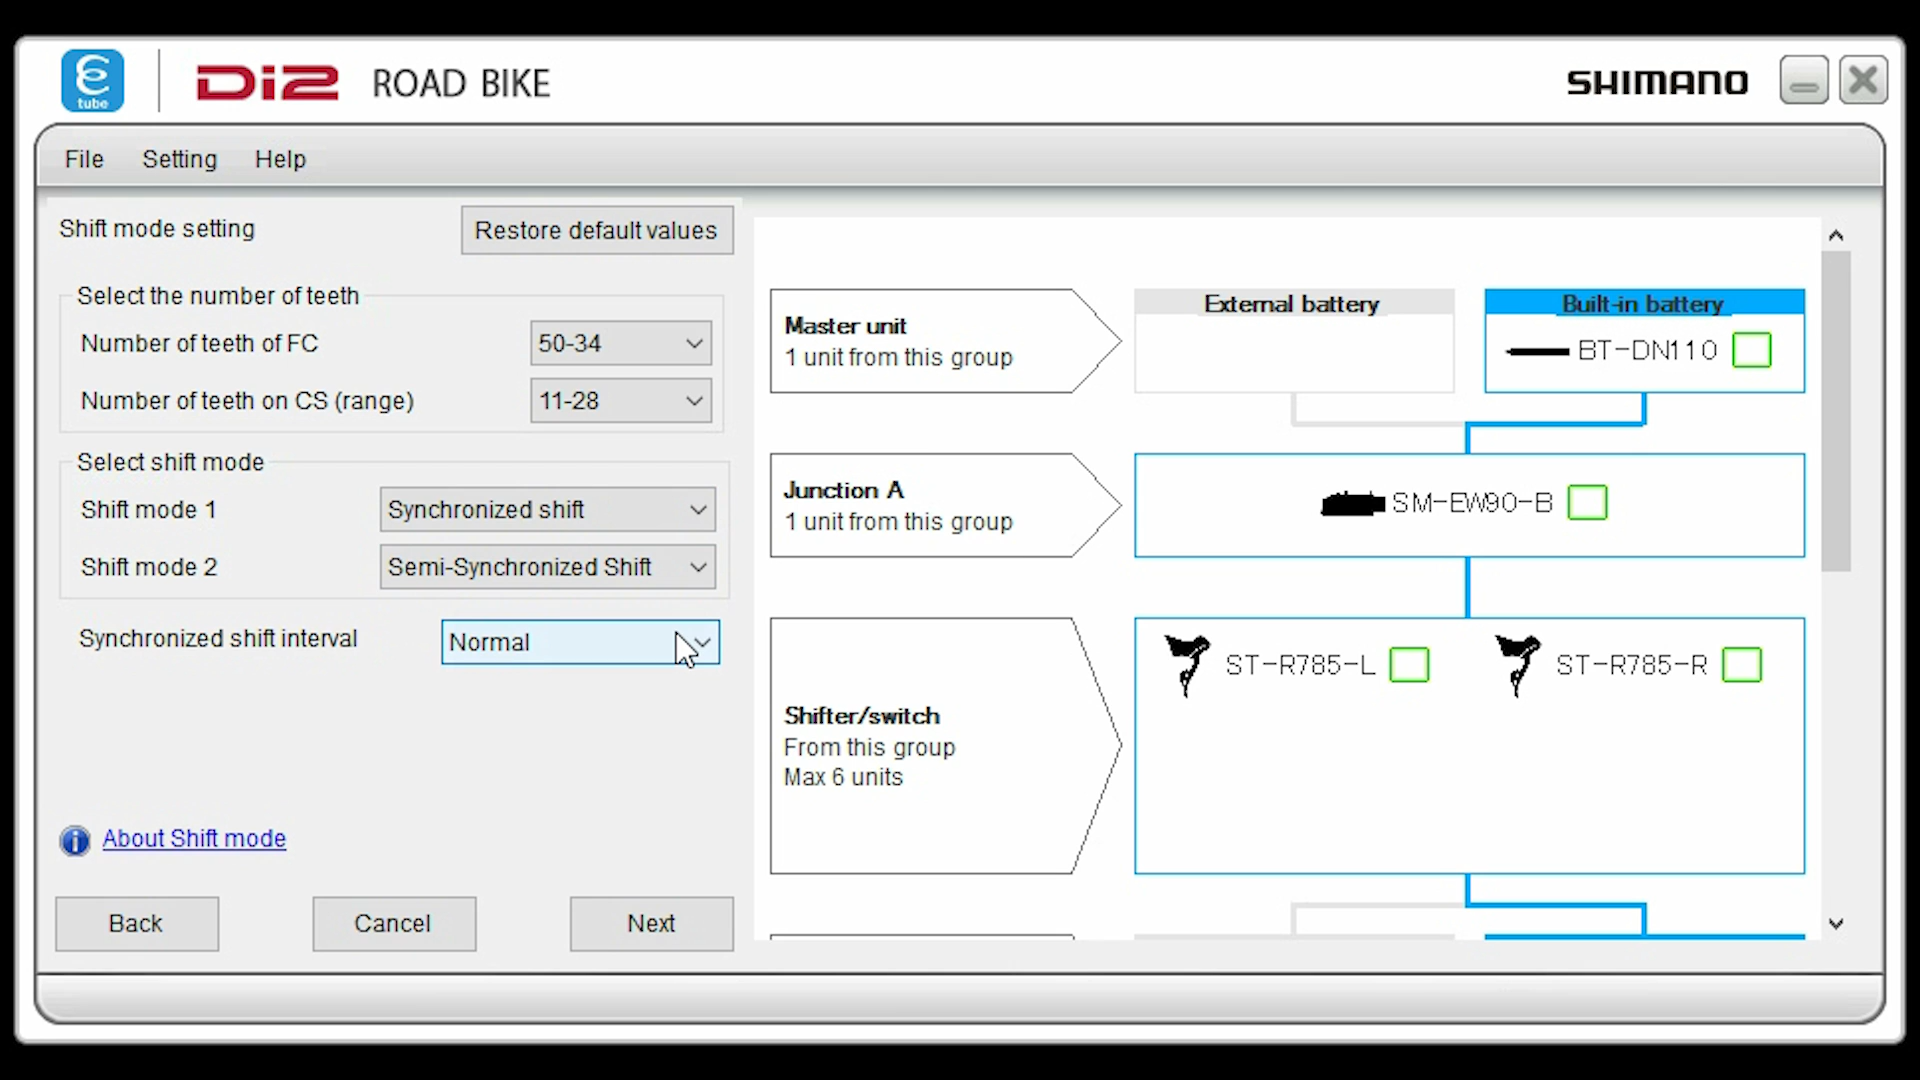 e tube
Di2 ROAD BIKE
SHIMANO
File Setting Help
Shift mode setting
Restore default values
Select the number of teeth
Number of teeth of FC
50-34
Number of teeth on CS (range)
11-28
Select shift mode
Shift mode 1
Synchronized shift
Shift mode 2
Semi-Synchronized Shift
Synchronized shift interval
Normal
About Shift mode
Back
Cancel
Next
Master unit
1 unit from this group
External battery
Built-in battery
BT-DN110
Junction A
1 unit from this group
SM-EW90-B
Shifter/switch
From this group
Max 6 units
ST-R785-L
ST-R785-R